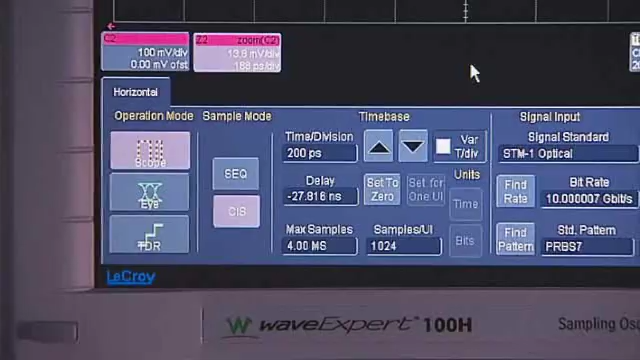 C2
Z2 zoom(C2)
100 mV/div
0.00 mV ofst
13.8 mV/div
188 ps/div
Horizontal
Operation Mode
Sample Mode
Timebase
Signal Input
Scope
Eye
TDR
SEQ
CIS
Time/Division
200 ps
Var
T/div
Delay
-27.816 ns
Set To
Zero
Set for
One UI
Units
Time
Bits
Max Samples
4.00 MS
Samples/UI
1024
Signal Standard
STM-1 Optical
Find
Rate
Bit Rate
10.000007 Gbit/s
Find
Pattern
Std. Pattern
PRBS7
LeCroy
waveExpert™ 100H
Sampling